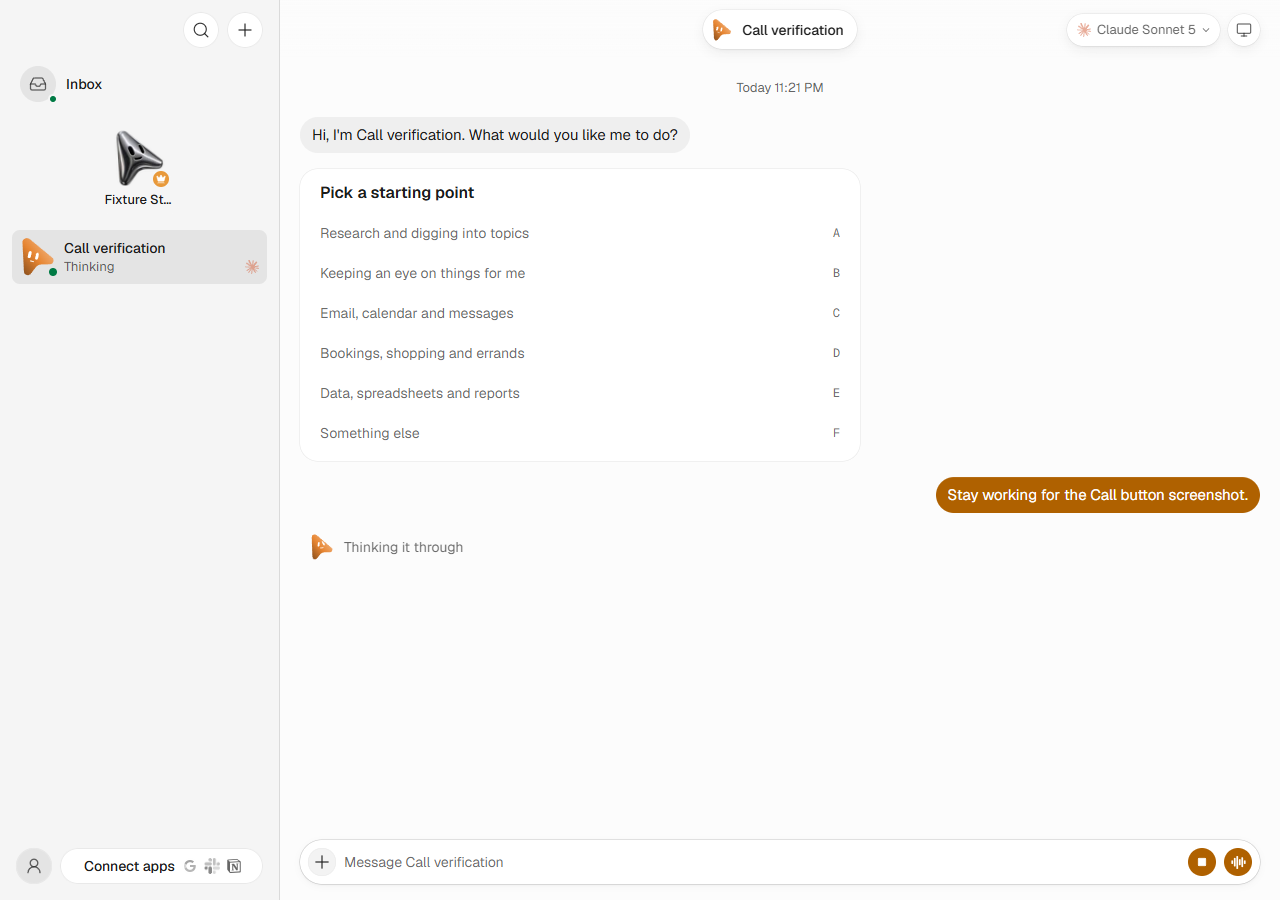 Inbox
Fixture St...
Call verification
Thinking
Connect apps
Call verification
Claude Sonnet 5
Today 11:21 PM
Hi, I'm Call verification. What would you like me to do?
Pick a starting point
Research and digging into topics A
Keeping an eye on things for me B
Email, calendar and messages C
Bookings, shopping and errands D
Data, spreadsheets and reports E
Something else F
Stay working for the Call button screenshot.
Thinking it through
Message Call verification